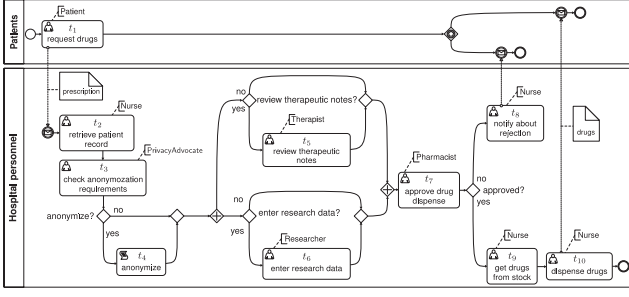 Patients
Patient
t1
request drugs
Hospital personnel
prescription
Nurse
t2
retrieve patient
record
PrivacyAdvocate
t3
check anonymozation
requirements
anonymize?
no
yes
t4
anonymize
no
yes
review therapeutic notes?
Therapist
t5
review therapeutic
notes
no
yes
enter research data?
Researcher
t6
enter research data
Pharmacist
t7
approve drug
dispense
no
approved?
yes
Nurse
t8
notify about
rejection
drugs
Nurse
t9
get drugs
from stock
Nurse
t10
dispense drugs